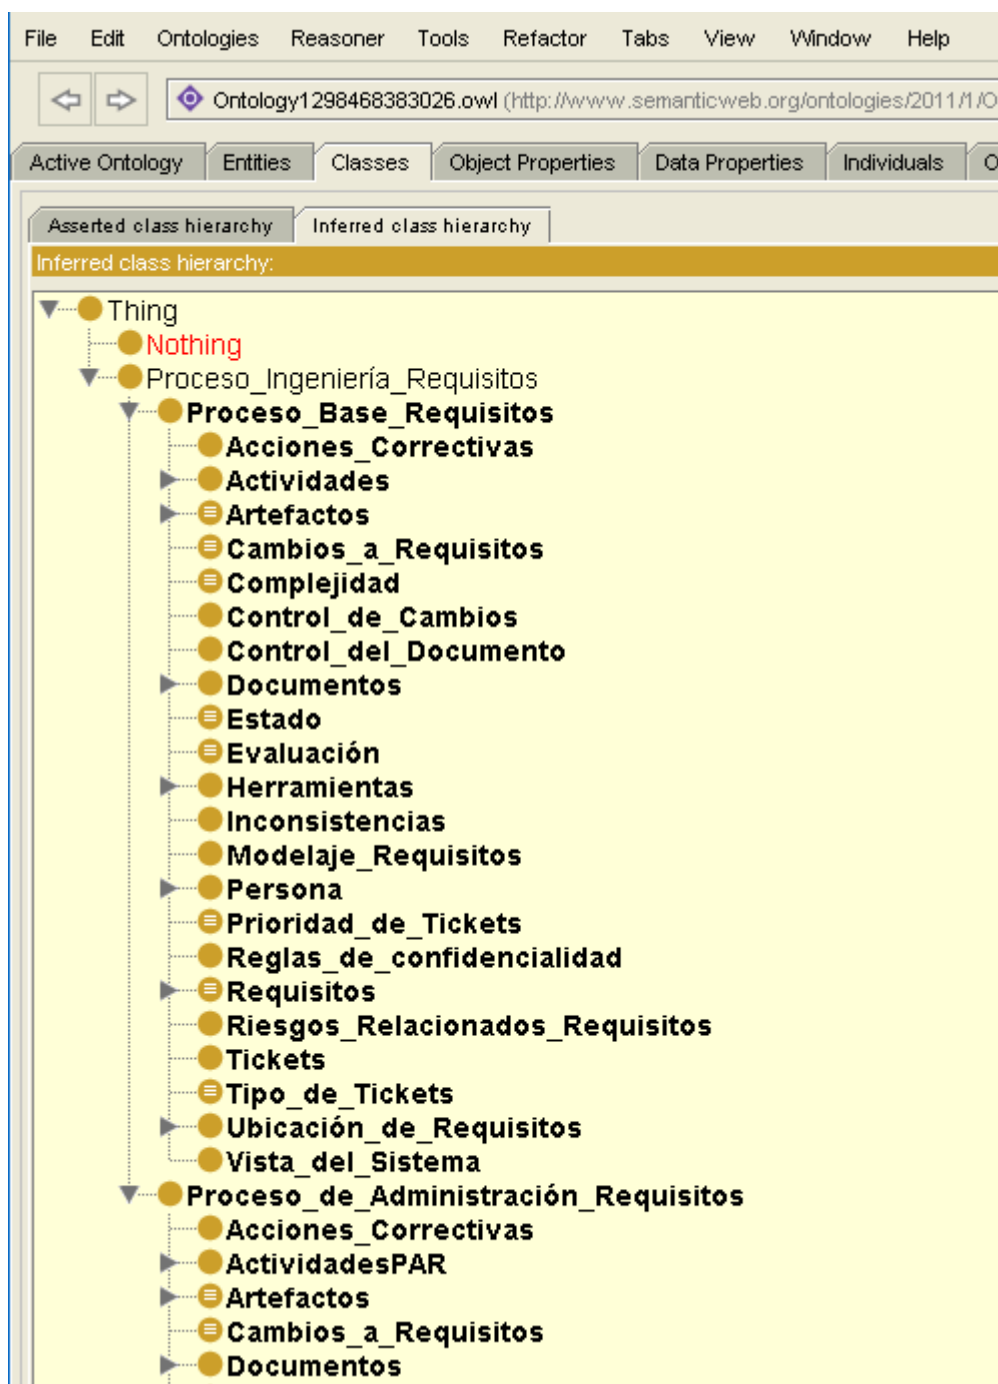 File Edit Ontologies Reasoner Tools Refactor Tabs View Window Help
Ontology1298468383026.owl (http://www.semanticweb.org/ontologies/2011/1/O
Active Ontology Entities Classes Object Properties Data Properties Individuals O
Asserted class hierarchy Inferred class hierarchy
Inferred class hierarchy:
Thing
Nothing
Proceso_Ingeniería_Requisitos
Proceso_Base_Requisitos
Acciones_Correctivas
Actividades
Artefactos
Cambios_a_Requisitos
Complejidad
Control_de_Cambios
Control_del_Documento
Documentos
Estado
Evaluación
Herramientas
Inconsistencias
Modelaje_Requisitos
Persona
Prioridad_de_Tickets
Reglas_de_confidencialidad
Requisitos
Riesgos_Relacionados_Requisitos
Tickets
Tipo_de_Tickets
Ubicación_de_Requisitos
Vista_del_Sistema
Proceso_de_Administración_Requisitos
Acciones_Correctivas
ActividadesPAR
Artefactos
Cambios_a_Requisitos
Documentos